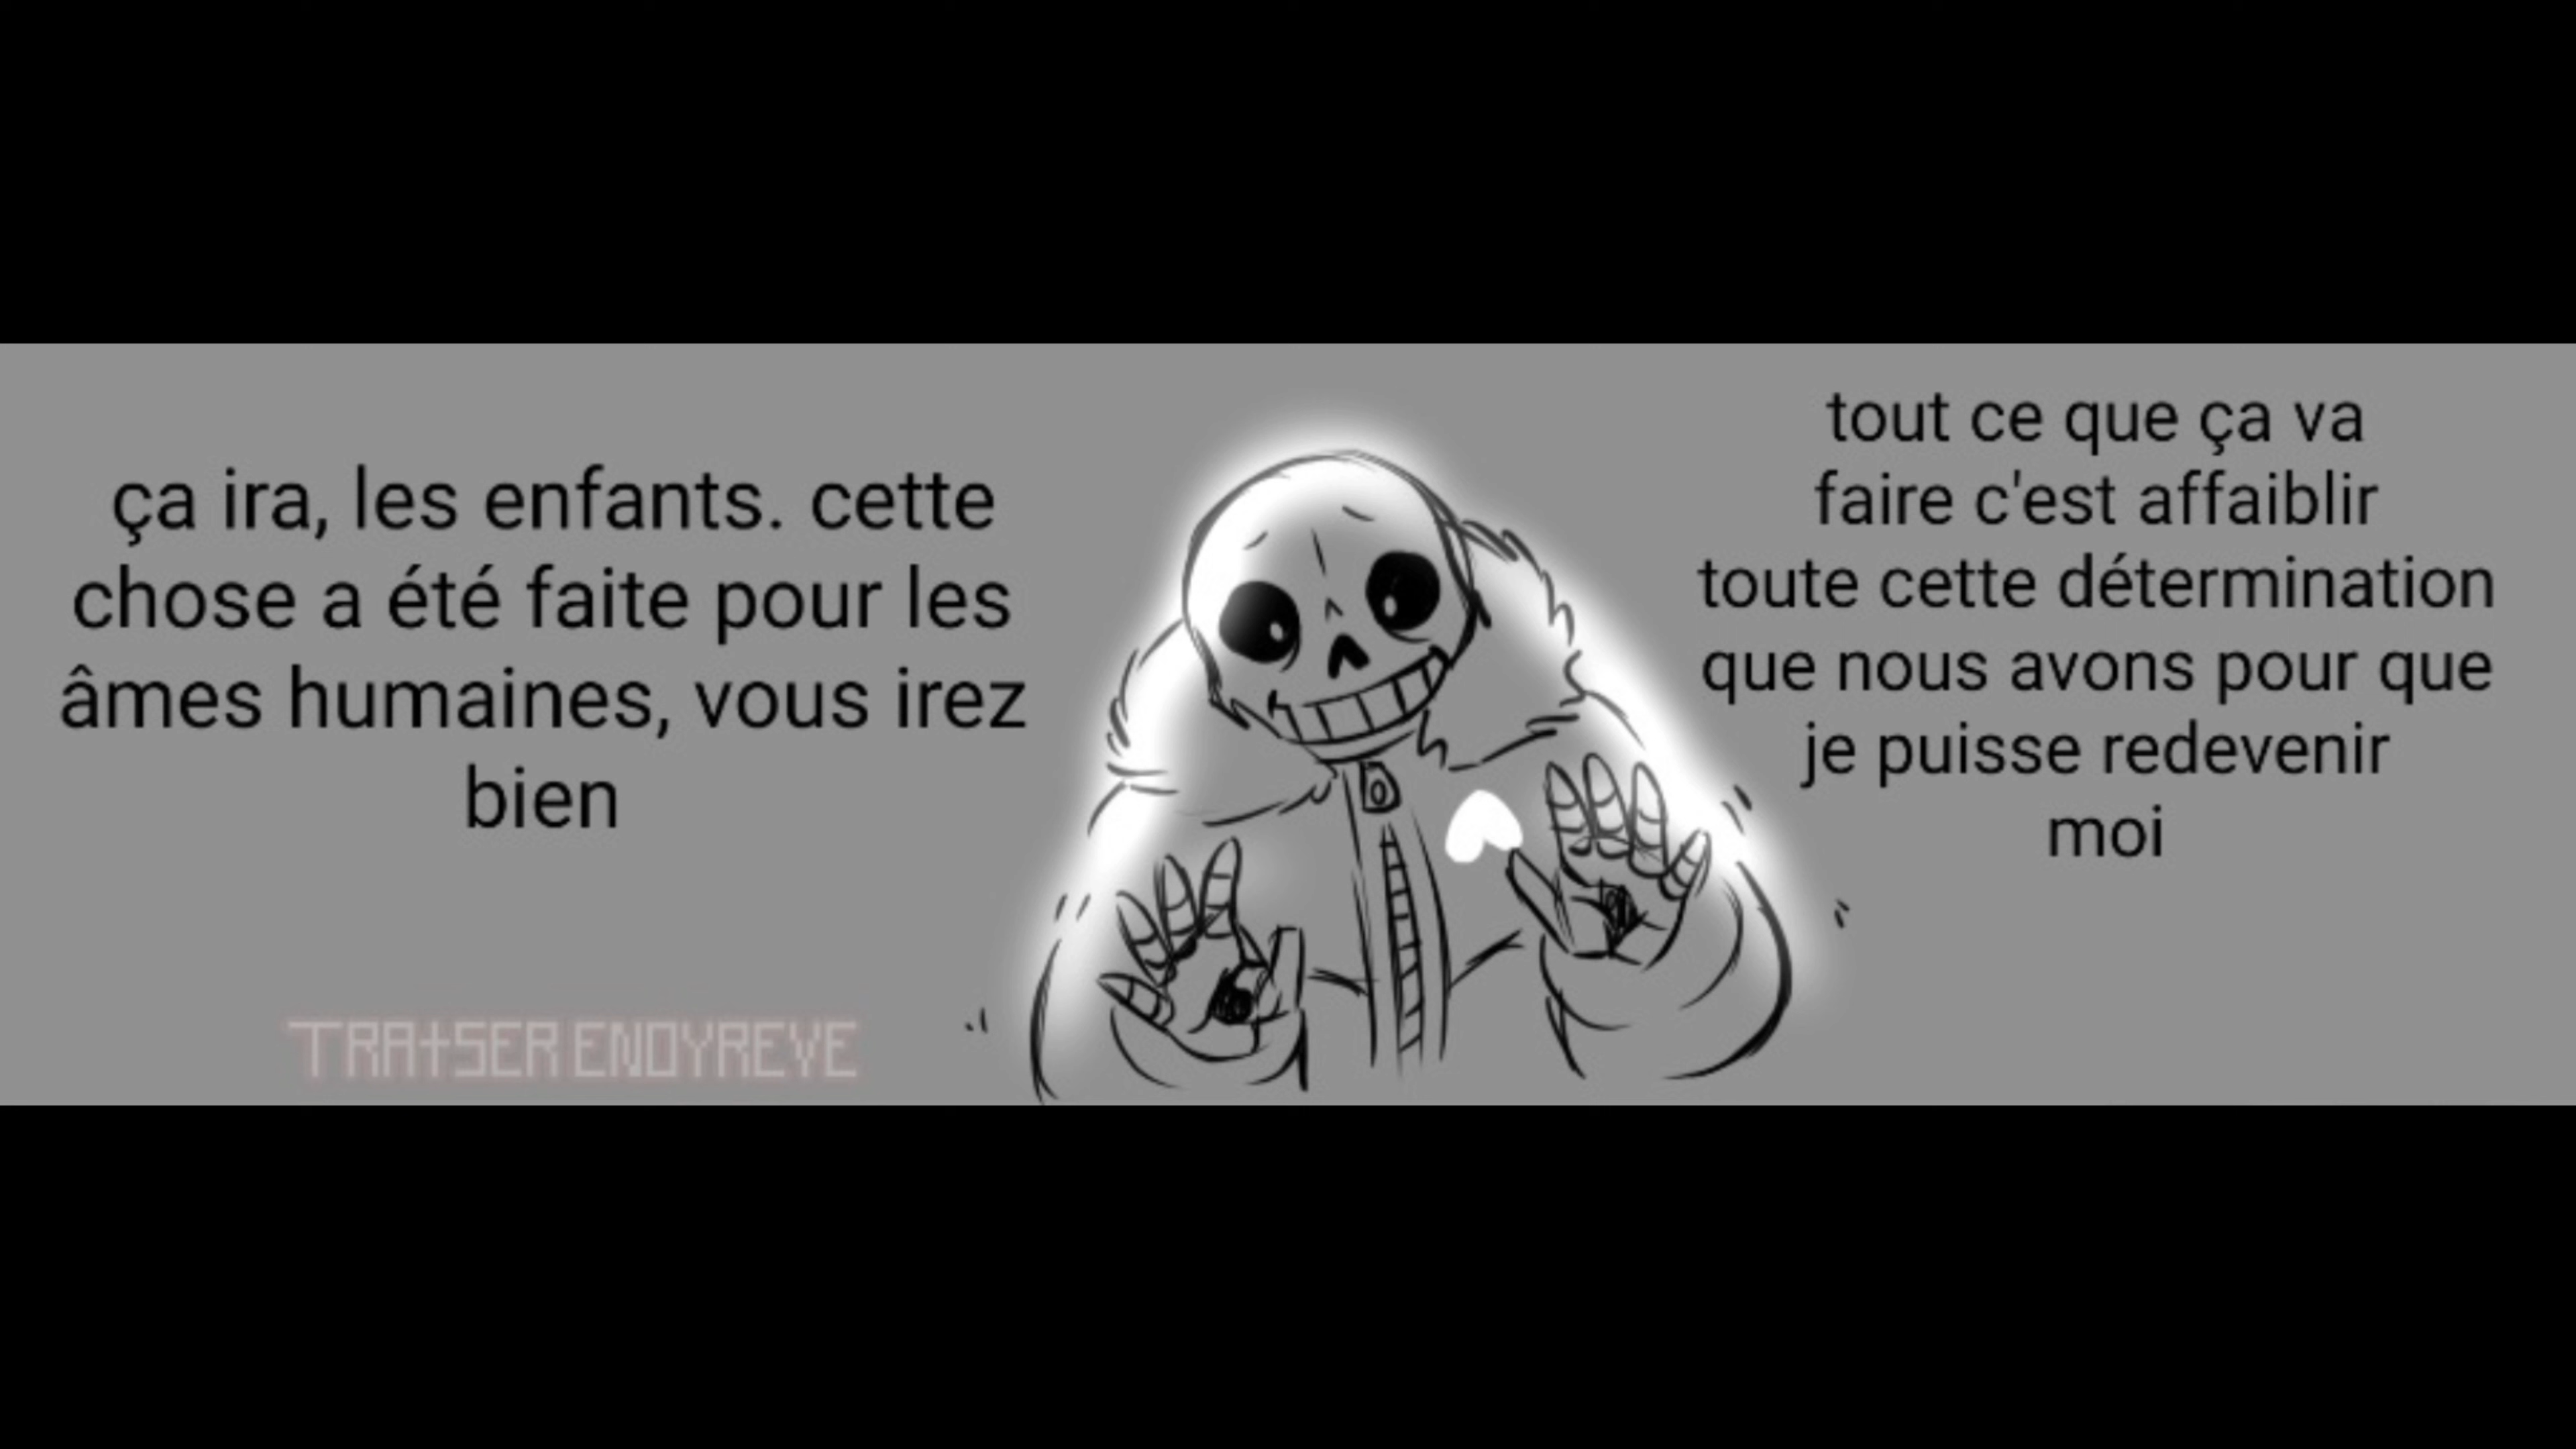 ça ira, les enfants. cette
chose a été faite pour les
âmes humaines, vous irez
bien
tout ce que ça va
faire c'est affaiblir
toute cette détermination
que nous avons pour que
je puisse redevenir
moi
TRA+SER ENDYREVE